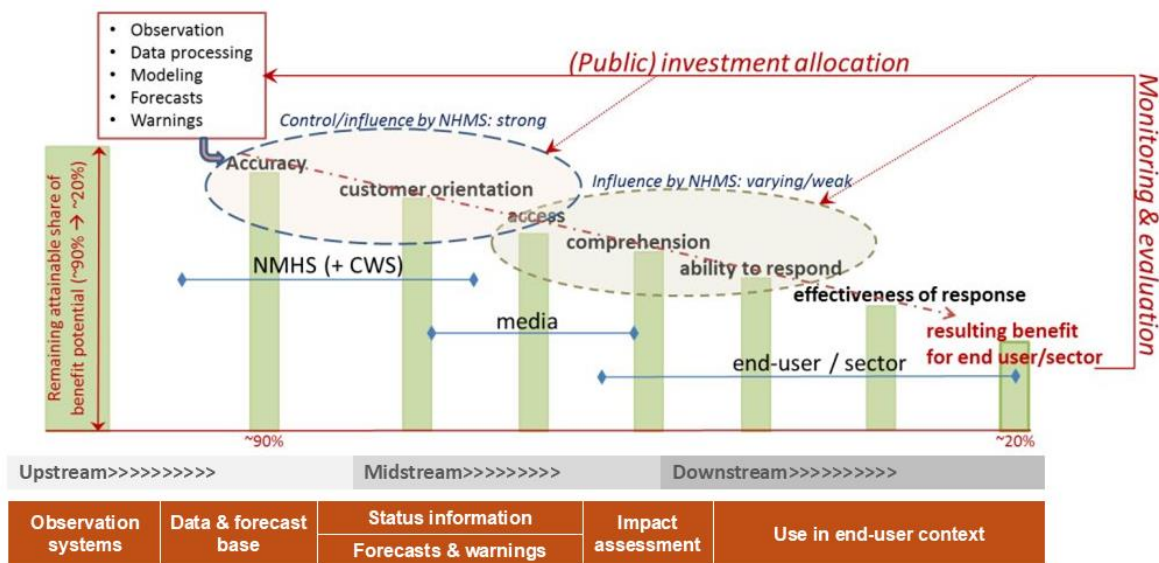 • Observation
• Data processing
• Modeling
• Forecasts
• Warnings
(Public) investment allocation
Monitoring & evaluation
Control/influence by NHMS: strong
Influence by NHMS: varying/weak
Remaining attainable share of
benefit potential (~90% → ~20%)
Accuracy
customer orientation
access
comprehension
ability to respond
effectiveness of response
resulting benefit
for end user/sector
NMHS (+ CWS)
media
end-user / sector
~90%
~20%
Upstream>>>>>>>>>>
Midstream>>>>>>>>>
Downstream>>>>>>>>>>
Observation
systems
Data & forecast
base
Status information
Forecasts & warnings
Impact
assessment
Use in end-user context